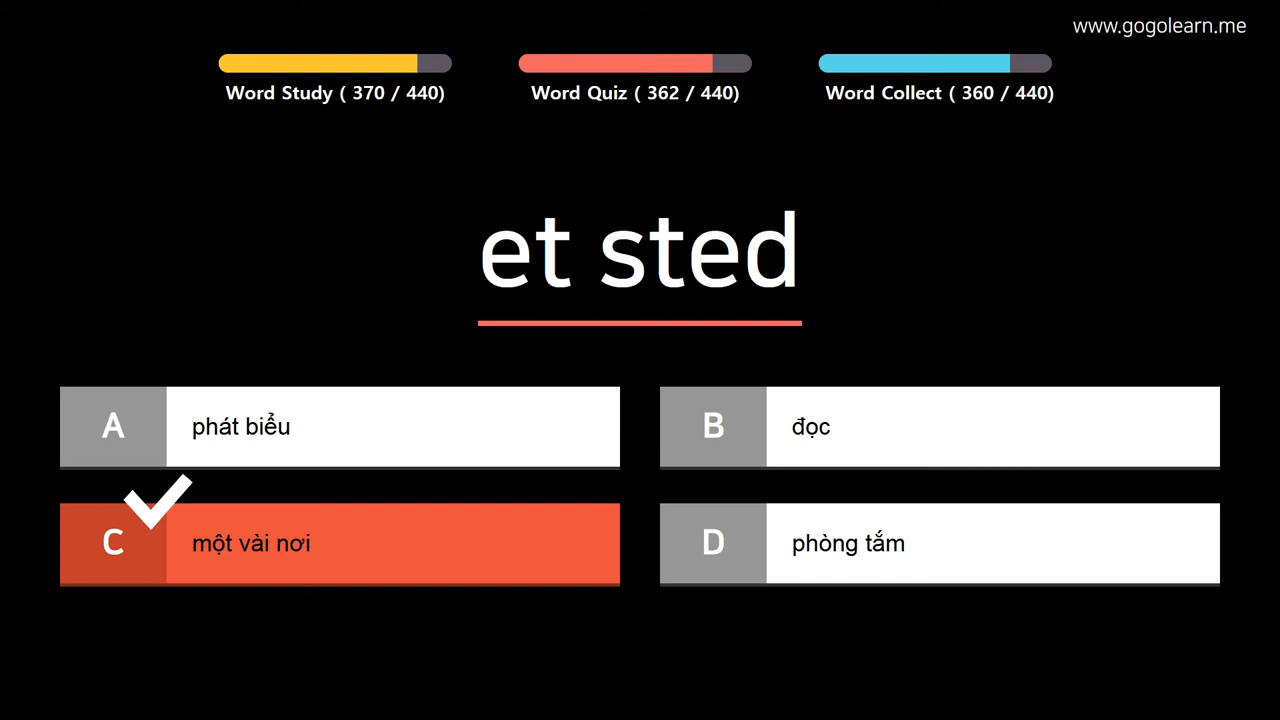 www.gogolearn.me
Word Study ( 370 / 440)
Word Quiz ( 362 / 440)
Word Collect ( 360 / 440)
et sted
A phát biểu
B đọc
C một vài nơi
D phòng tắm